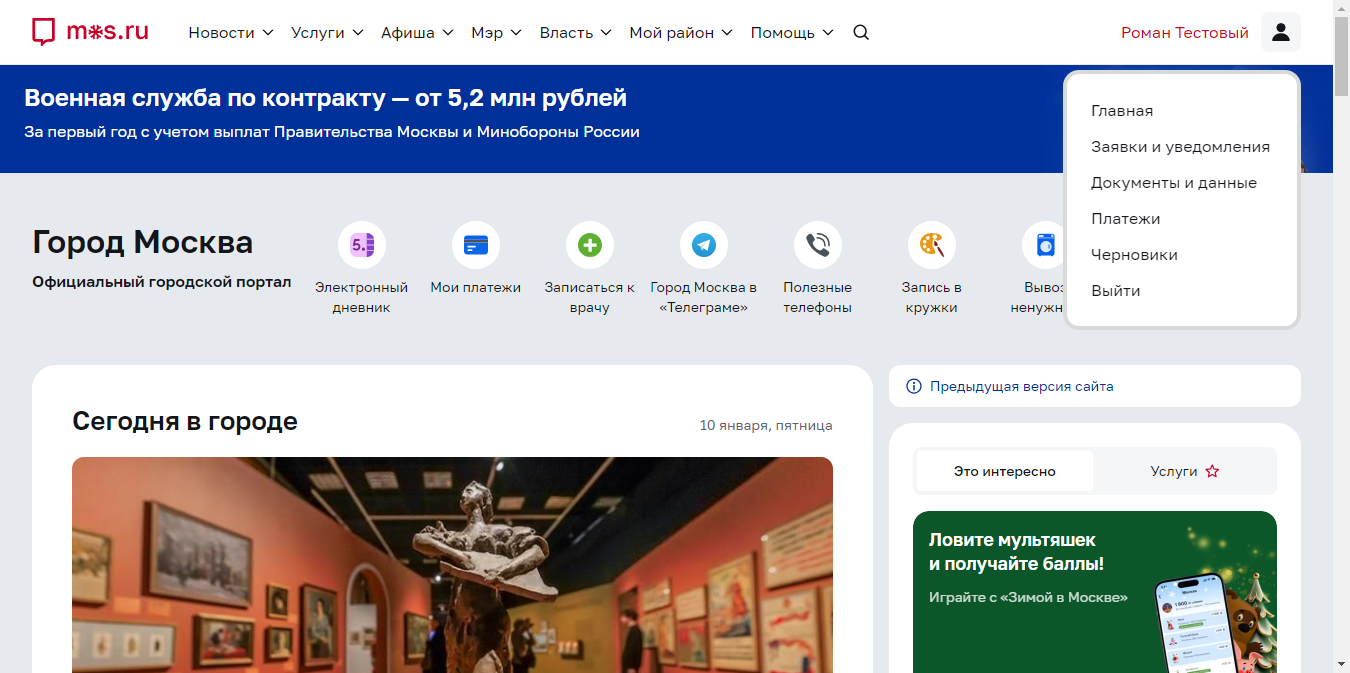 mos.ru
Новости Услуги Афиша Мэр Власть Мой район Помощь
Роман Тестовый
Военная служба по контракту — от 5,2 млн рублей
За первый год с учетом выплат Правительства Москвы и Минобороны России
Главная
Заявки и уведомления
Документы и данные
Платежи
Черновики
Выйти
Город Москва
Официальный городской портал
5.
Электронный
дневник
Мои платежи
Записаться к
врачу
Город Москва в
«Телеграме»
Полезные
телефоны
Запись в
кружки
Сегодня в городе
10 января, пятница
Предыдущая версия сайта
Это интересно
Услуги
Ловите мультяшек
и получайте баллы!
Играйте с «Зимой в Москве»